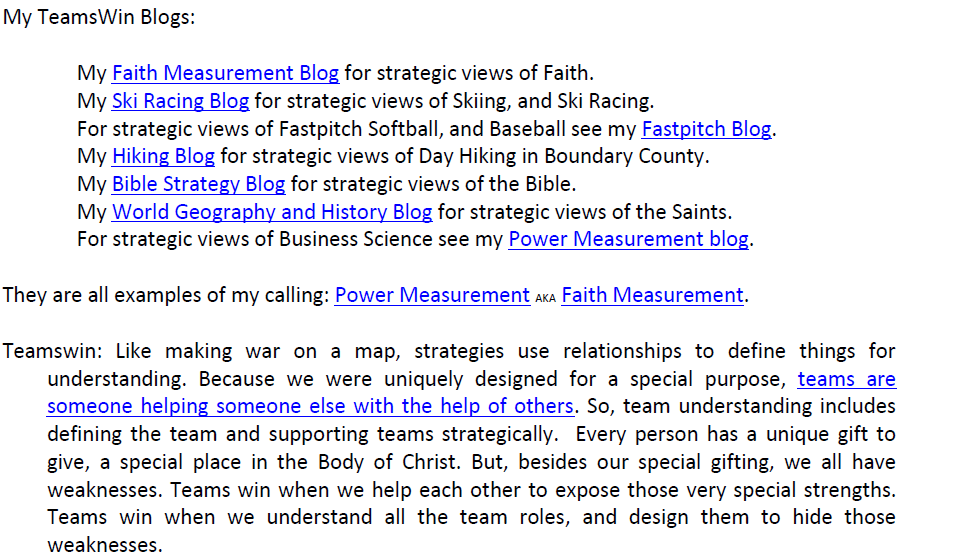 My TeamsWin Blogs:
My Faith Measurement Blog for strategic views of Faith.
My Ski Racing Blog for strategic views of Skiing, and Ski Racing.
For strategic views of Fastpitch Softball, and Baseball see my Fastpitch Blog.
My Hiking Blog for strategic views of Day Hiking in Boundary County.
My Bible Strategy Blog for strategic views of the Bible.
My World Geography and History Blog for strategic views of the Saints.
For strategic views of Business Science see my Power Measurement blog.
They are all examples of my calling: Power Measurement AKA Faith Measurement.
Teamswin: Like making war on a map, strategies use relationships to define things for
understanding. Because we were uniquely designed for a special purpose, teams are
someone helping someone else with the help of others. So, team understanding includes
defining the team and supporting teams strategically.  Every person has a unique gift to
give, a special place in the Body of Christ. But, besides our special gifting, we all have
weaknesses. Teams win when we help each other to expose those very special strengths.
Teams win when we understand all the team roles, and design them to hide those
weaknesses.